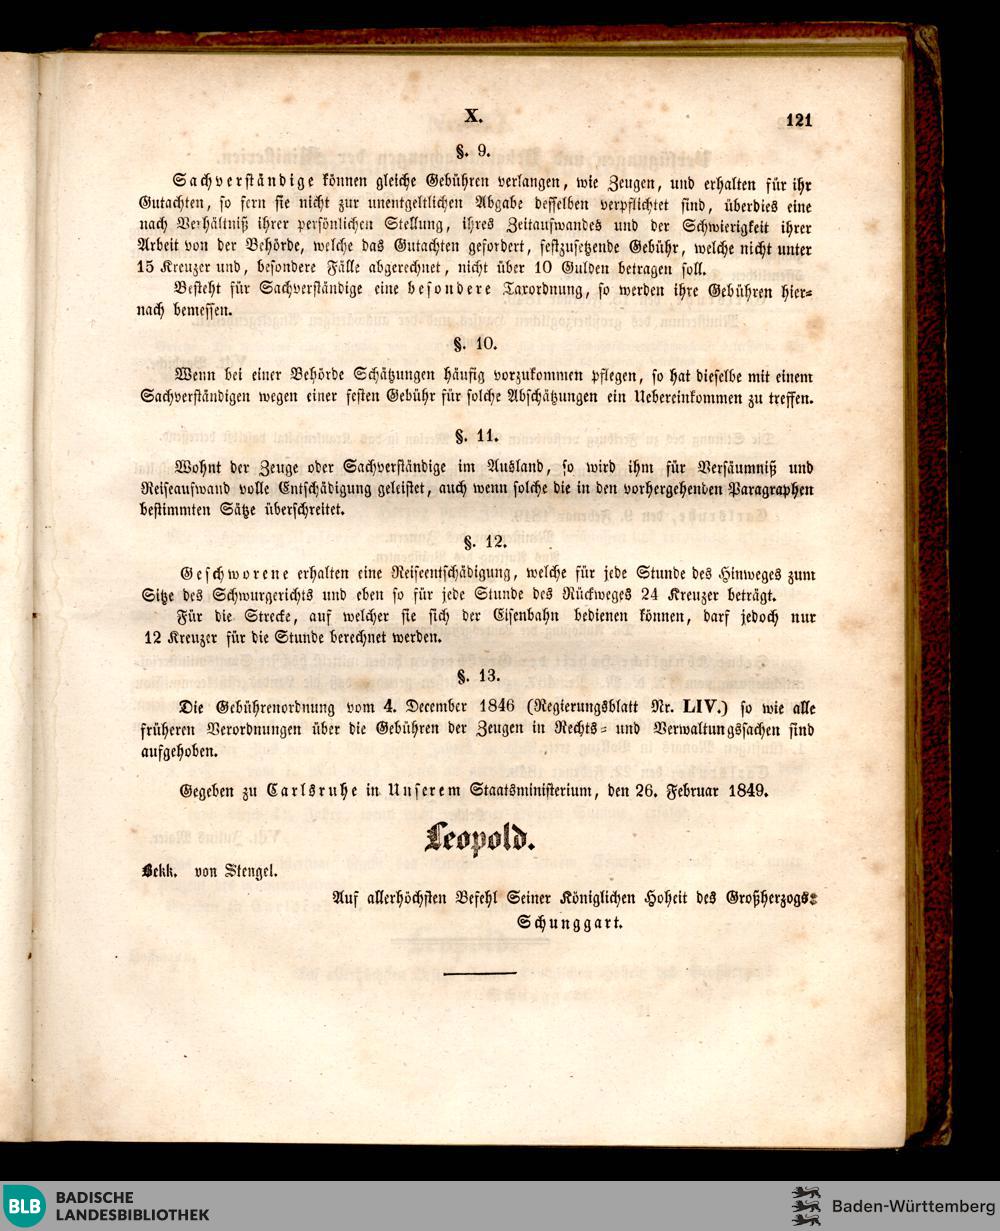 X.
121
§. 9.
Sachverständige können gleiche Gebühren verlangen, wie Zeugen, und erhalten für ihr
Gutachten, so fern sie nicht zur unentgeltlichen Abgabe desselben verpflichtet sind, überdies eine
nach Verhältniß ihrer persönlichen Stellung, ihres Zeitaufwandes und der Schwierigkeit ihrer
Arbeit von der Behörde, welche das Gutachten gefordert, festzusetzende Gebühr, welche nicht unter
15 Kreuzer und, besondere Fälle abgerechnet, nicht über 10 Gulden betragen soll.
Besteht für Sachverständige eine besondere Taxordnung, so werden ihre Gebühren hier=
nach bemessen.
§. 10.
Wenn bei einer Behörde Schätzungen häufig vorzukommen pflegen, so hat dieselbe mit einem
Sachverständigen wegen einer festen Gebühr für solche Abschätzungen ein Uebereinkommen zu treffen.
§. 11.
Wohnt der Zeuge oder Sachverständige im Ausland, so wird ihm für Versäumniß und
Reiseaufwand volle Entschädigung geleistet, auch wenn solche die in den vorhergehenden Paragraphen
bestimmten Sätze überschreitet.
§. 12.
Geschworene erhalten eine Reiseentschädigung, welche für jede Stunde des Hinweges zum
Sitze des Schwurgerichts und eben so für jede Stunde des Rückweges 24 Kreuzer beträgt.
Für die Strecke, auf welcher sie sich der Eisenbahn bedienen können, darf jedoch nur
12 Kreuzer für die Stunde berechnet werden.
§. 13.
Die Gebührenordnung vom 4. December 1846 (Regierungsblatt Nr. LIV.) so wie alle
früheren Verordnungen über die Gebühren der Zeugen in Rechts= und Verwaltungssachen sind
aufgehoben.
Gegeben zu Carlsruhe in Unserem Staatsministerium, den 26. Februar 1849.
Leopold.
Bekk. von Stengel.
Auf allerhöchsten Befehl Seiner Königlichen Hoheit des Großherzogs:
Schunggart.
BLB BADISCHE
LANDESBIBLIOTHEK
Baden-Württemberg